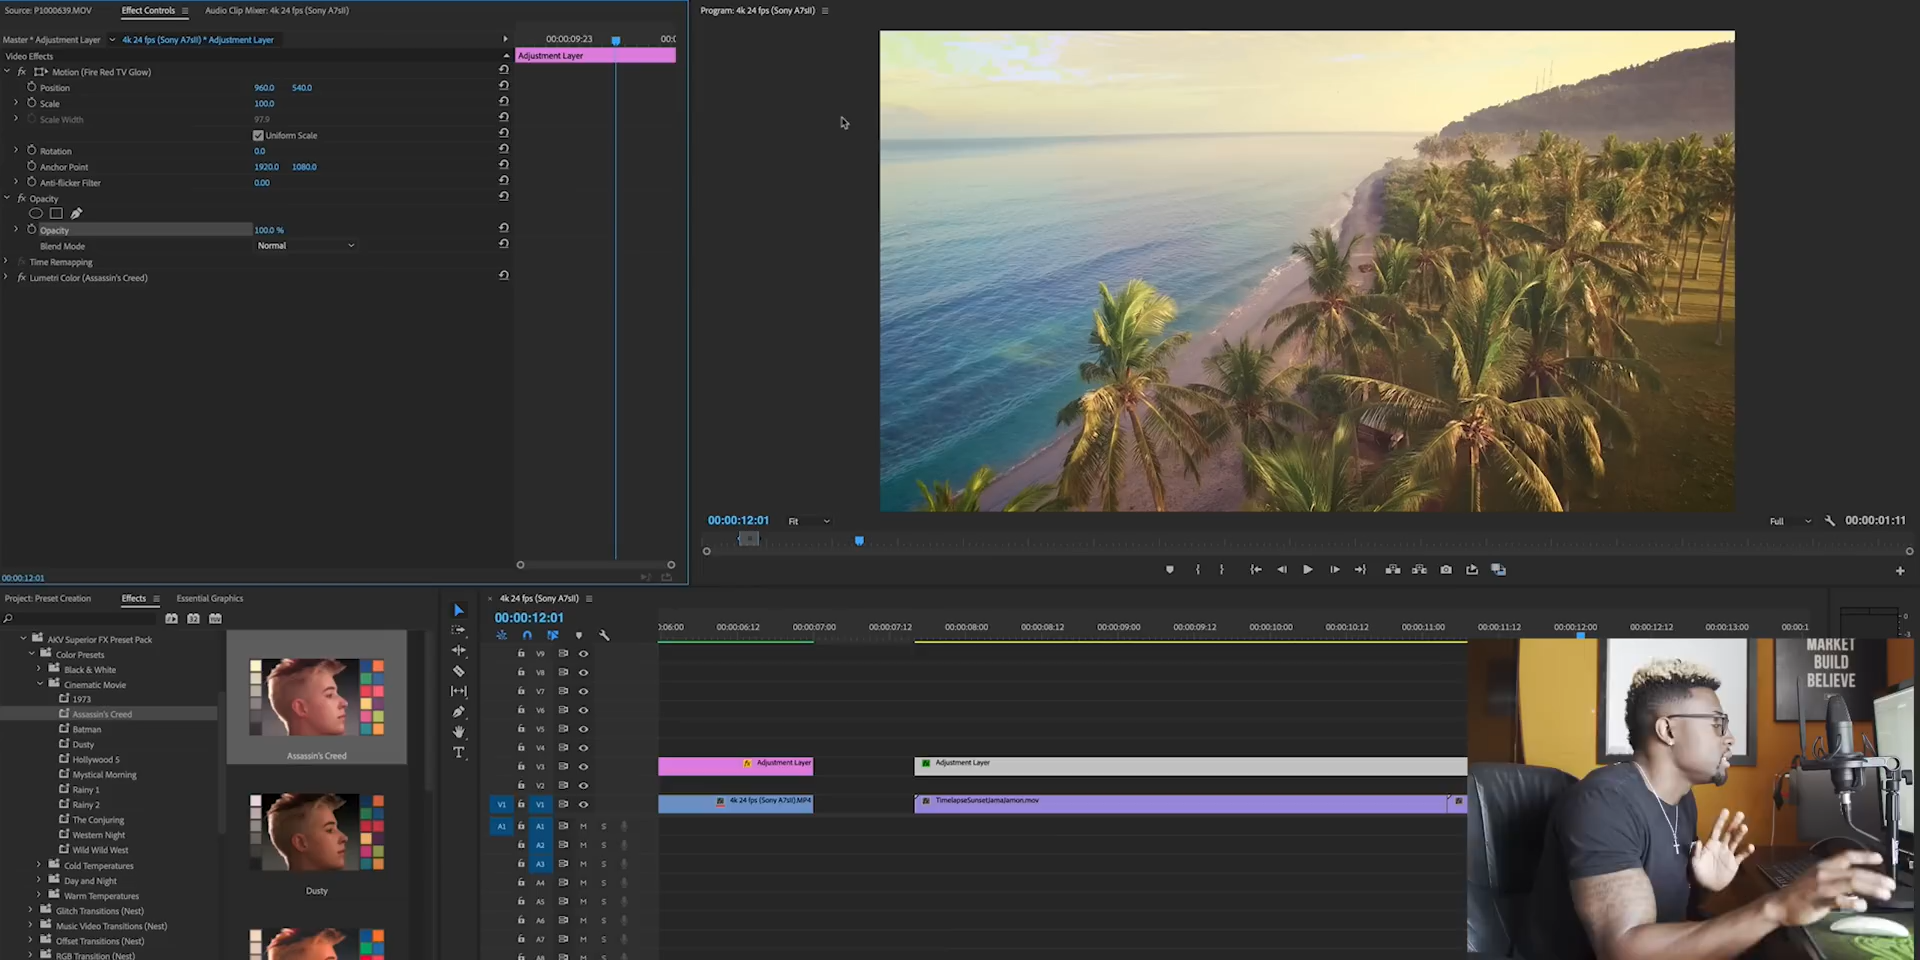 Source: P1000639.MOV
Effect Controls
Audio Clip Mixer: 4k 24 fps (Sony A7sII)
Program: 4k 24 fps (Sony A7sII)
Master * Adjustment Layer
4k 24 fps (Sony A7sII) * Adjustment Layer
00:00:09:23
Video Effects
Adjustment Layer
fx Motion (Fire Red TV Glow)
Position 960.0 540.0
Scale 100.0
Scale Width 97.9
Uniform Scale
Rotation 0.0
Anchor Point 1920.0 1080.0
Anti-flicker Filter 0.00
fx Opacity
Opacity 100.0 %
Blend Mode Normal
fx Time Remapping
fx Lumetri Color (Assassin's Creed)
00:00:12:01
00:00:12:01 Fit
Full 00:00:01:11
Project: Preset Creation
Effects
Essential Graphics
AKV Superior FX Preset Pack
Color Presets
Black & White
Cinematic Movie
1973
Assassin's Creed
Batman
Dusty
Hollywood 5
Mystical Morning
Rainy 1
Rainy 2
The Conjuring
Western Night
Wild Wild West
Cold Temperatures
Day and Night
Warm Temperatures
Glitch Transitions (Nest)
Music Video Transitions (Nest)
Offset Transitions (Nest)
RGB Transition (Nest)
Assassin's Creed
Dusty
4k 24 fps (Sony A7sII)
00:00:12:01
:06:00 00:00:06:12 00:00:07:00 00:00:07:12 00:00:08:00 00:00:08:12 00:00:09:00 00:00:09:12 00:00:10:00 00:00:10:12 00:00:11:00 00:00:11:12 00:00:12:00 00:00:12:12 00:00:13:00 00:00:1
V9
V8
V7
V6
V5
V4
V3
Adjustment Layer
Adjustment Layer
V2
V1 V1
4k 24 fps (Sony A7sII).MP4
TimelapseSunsetJamaJamon.mov
A1 A1 M S
A2 M S
A3 M S
A4 M S
A5 M S
A6 M S
A7 M S
A8 M S
MARKET
BUILD
BELIEVE